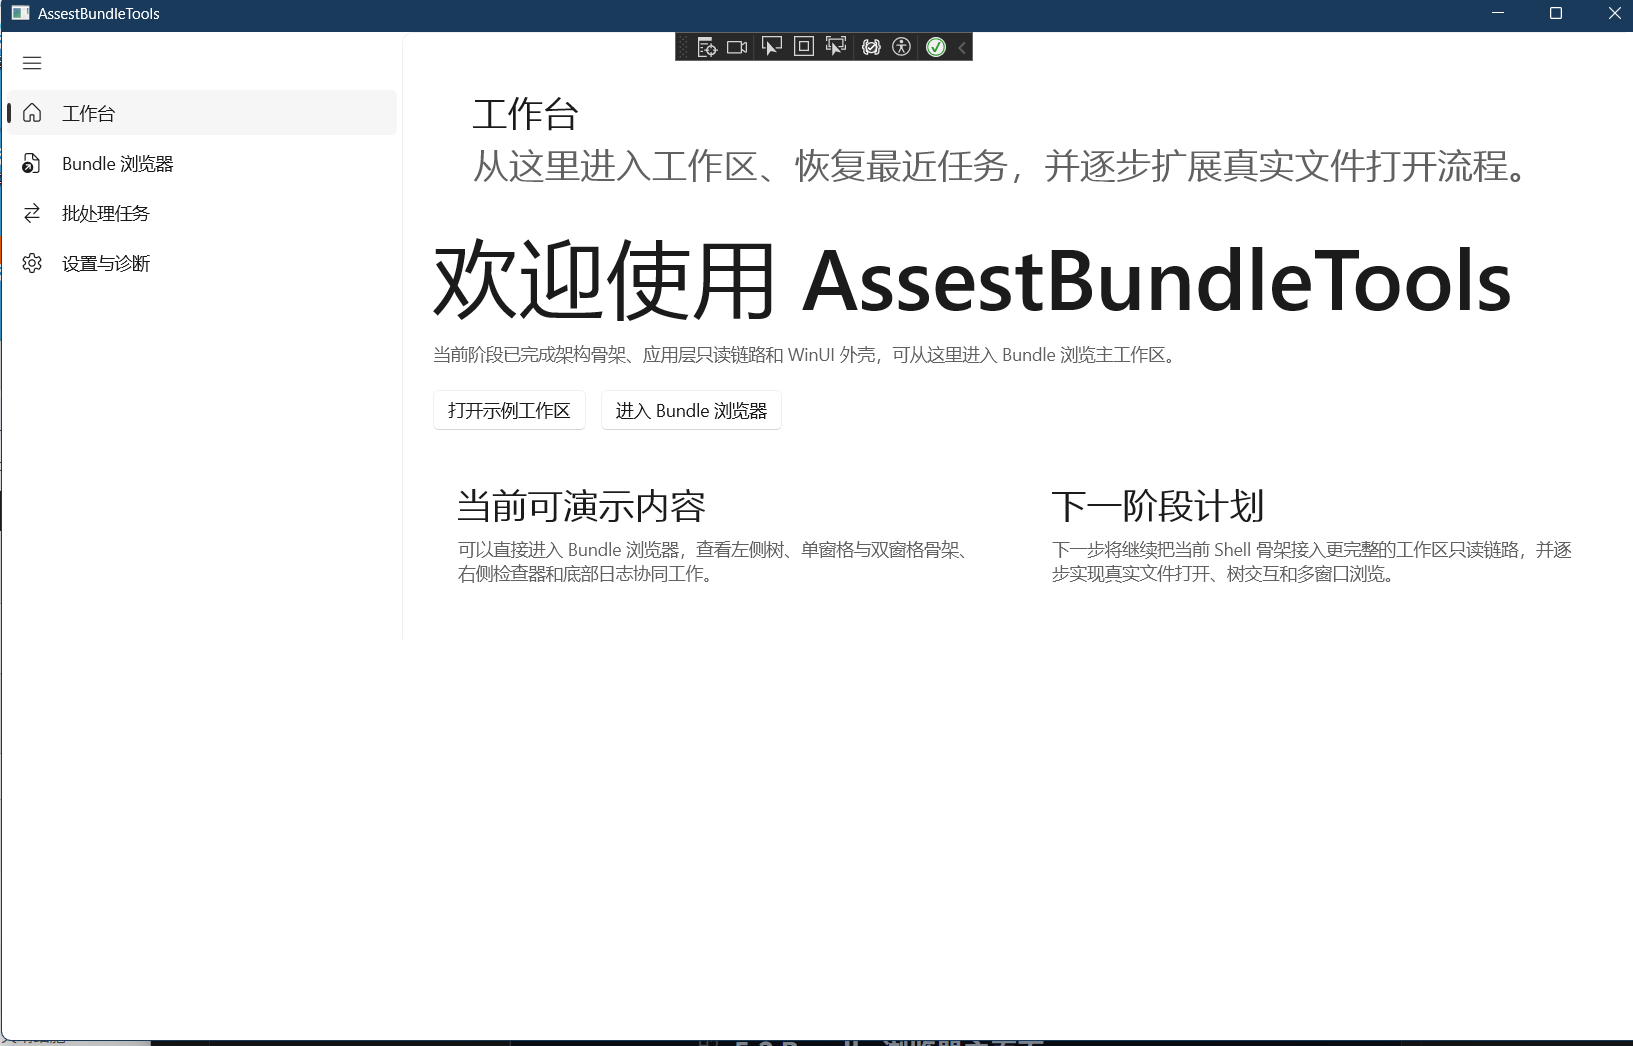 AssestBundleTools
工作台
Bundle 浏览器
批处理任务
设置与诊断
工作台
从这里进入工作区、恢复最近任务，并逐步扩展真实文件打开流程。
欢迎使用 AssestBundleTools
当前阶段已完成架构骨架、应用层只读链路和 WinUI 外壳，可从这里进入 Bundle 浏览主工作区。
打开示例工作区
进入 Bundle 浏览器
当前可演示内容
可以直接进入 Bundle 浏览器，查看左侧树、单窗格与双窗格骨架、
右侧检查器和底部日志协同工作。
下一阶段计划
下一步将继续把当前 Shell 骨架接入更完整的工作区只读链路，并逐
步实现真实文件打开、树交互和多窗口浏览。